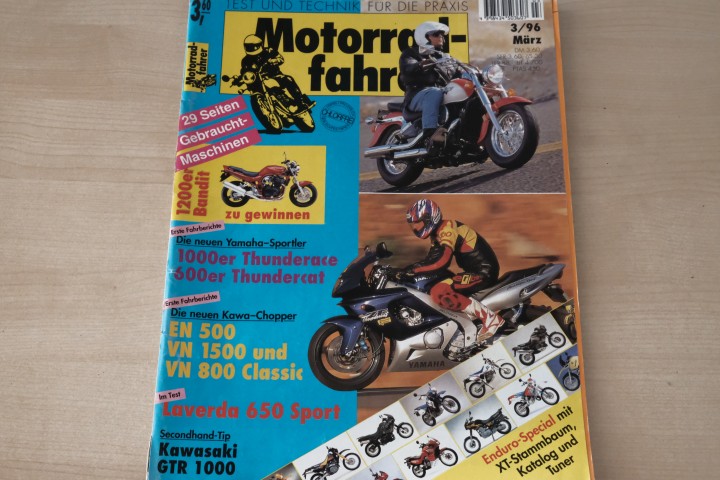 3,60
TEST UND TECHNIK FÜR DIE PRAXIS
Motorrad-
fahrer
Motorrad-
fahrer
3/96
März
CHLORFREI
29 Seiten
Gebraucht-
Maschinen
1200er
Bandit
zu gewinnen
Erste Fahrberichte
Die neuen Yamaha-Sportler
1000er Thunderace
600er Thundercat
Erste Fahrberichte
Die neuen Kawa-Chopper
EN 500
VN 1500 und
VN 800 Classic
YAMAHA
Im Test
Laverda 650 Sport
Secondhand-Tip
Kawasaki
GTR 1000
Enduro-Special mit
XT-Stammbaum,
Katalog und
Tuner